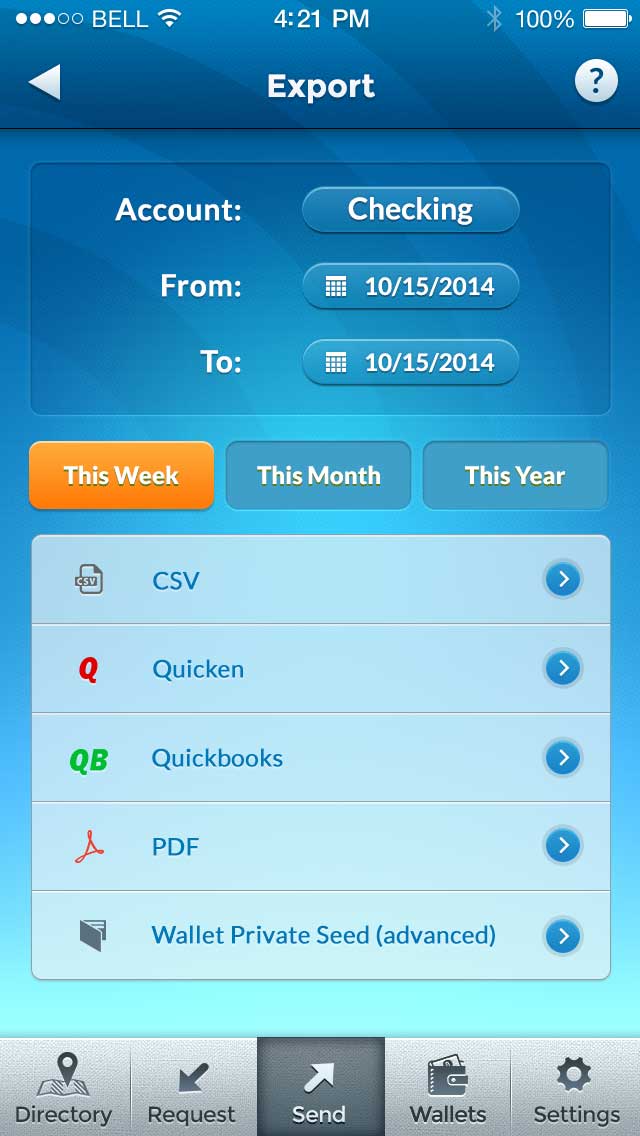 BELL 4:21 PM 100%
Export ?
Account: Checking
From: 10/15/2014
To: 10/15/2014
This Week This Month This Year
CSV CSV
Q Quicken
QB Quickbooks
PDF
Wallet Private Seed (advanced)
Directory Request Send Wallets Settings